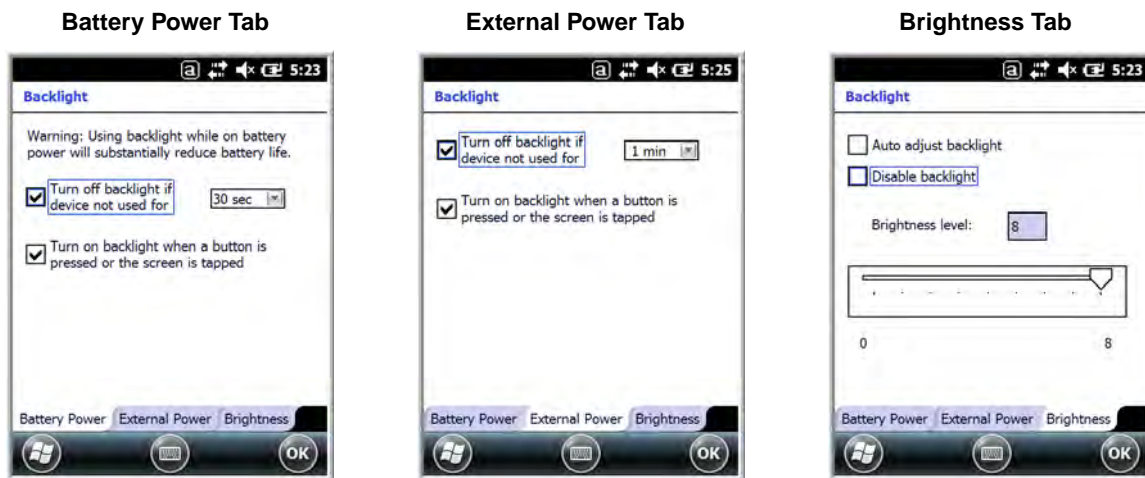 Battery Power Tab
5:23
Backlight
Warning: Using backlight while on battery
power will substantially reduce battery life.
Turn off backlight if
device not used for
30 sec
Turn on backlight when a button is
pressed or the screen is tapped
Battery Power External Power Brightness
OK
External Power Tab
5:25
Backlight
Turn off backlight if
device not used for
1 min
Turn on backlight when a button is
pressed or the screen is tapped
Battery Power External Power Brightness
OK
Brightness Tab
5:23
Backlight
Auto adjust backlight
Disable backlight
Brightness level: 8
0 8
Battery Power External Power Brightness
OK